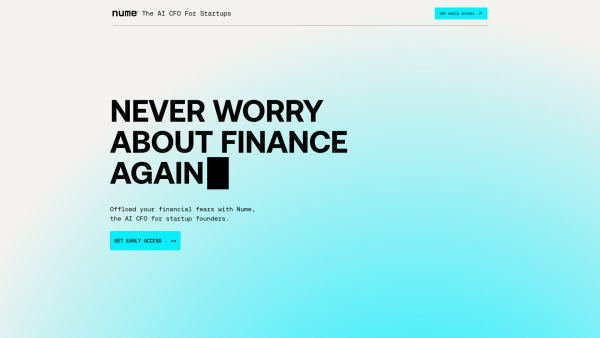 nume The AI CFO For Startups
Get early access ↗
NEVER WORRY
ABOUT FINANCE
AGAIN
Offload your financial fears with Nume,
the AI CFO for startup founders.
GET EARLY ACCESS >>